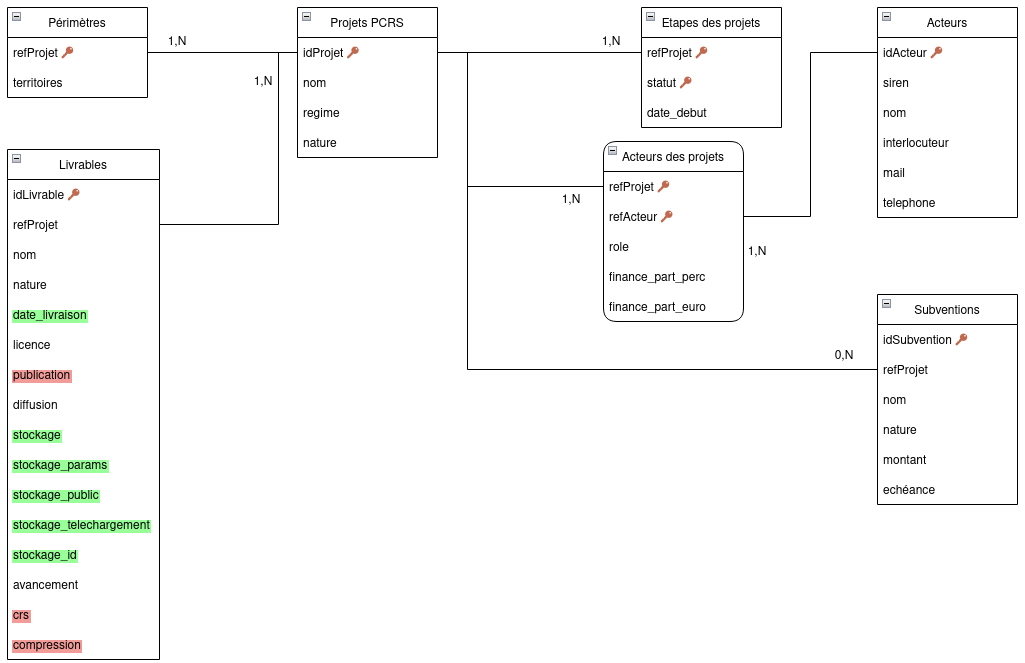 Périmètres
refProjet
territoires
1,N
1,N
Projets PCRS
idProjet
nom
regime
nature
1,N
Etapes des projets
refProjet
statut
date_debut
Acteurs
idActeur
siren
nom
interlocuteur
mail
telephone
Livrables
idLivrable
refProjet
nom
nature
date_livraison
licence
publication
diffusion
stockage
stockage_params
stockage_public
stockage_telechargement
stockage_id
avancement
crs
compression
1,N
Acteurs des projets
refProjet
refActeur
role
finance_part_perc
finance_part_euro
1,N
0,N
Subventions
idSubvention
refProjet
nom
nature
montant
echéance